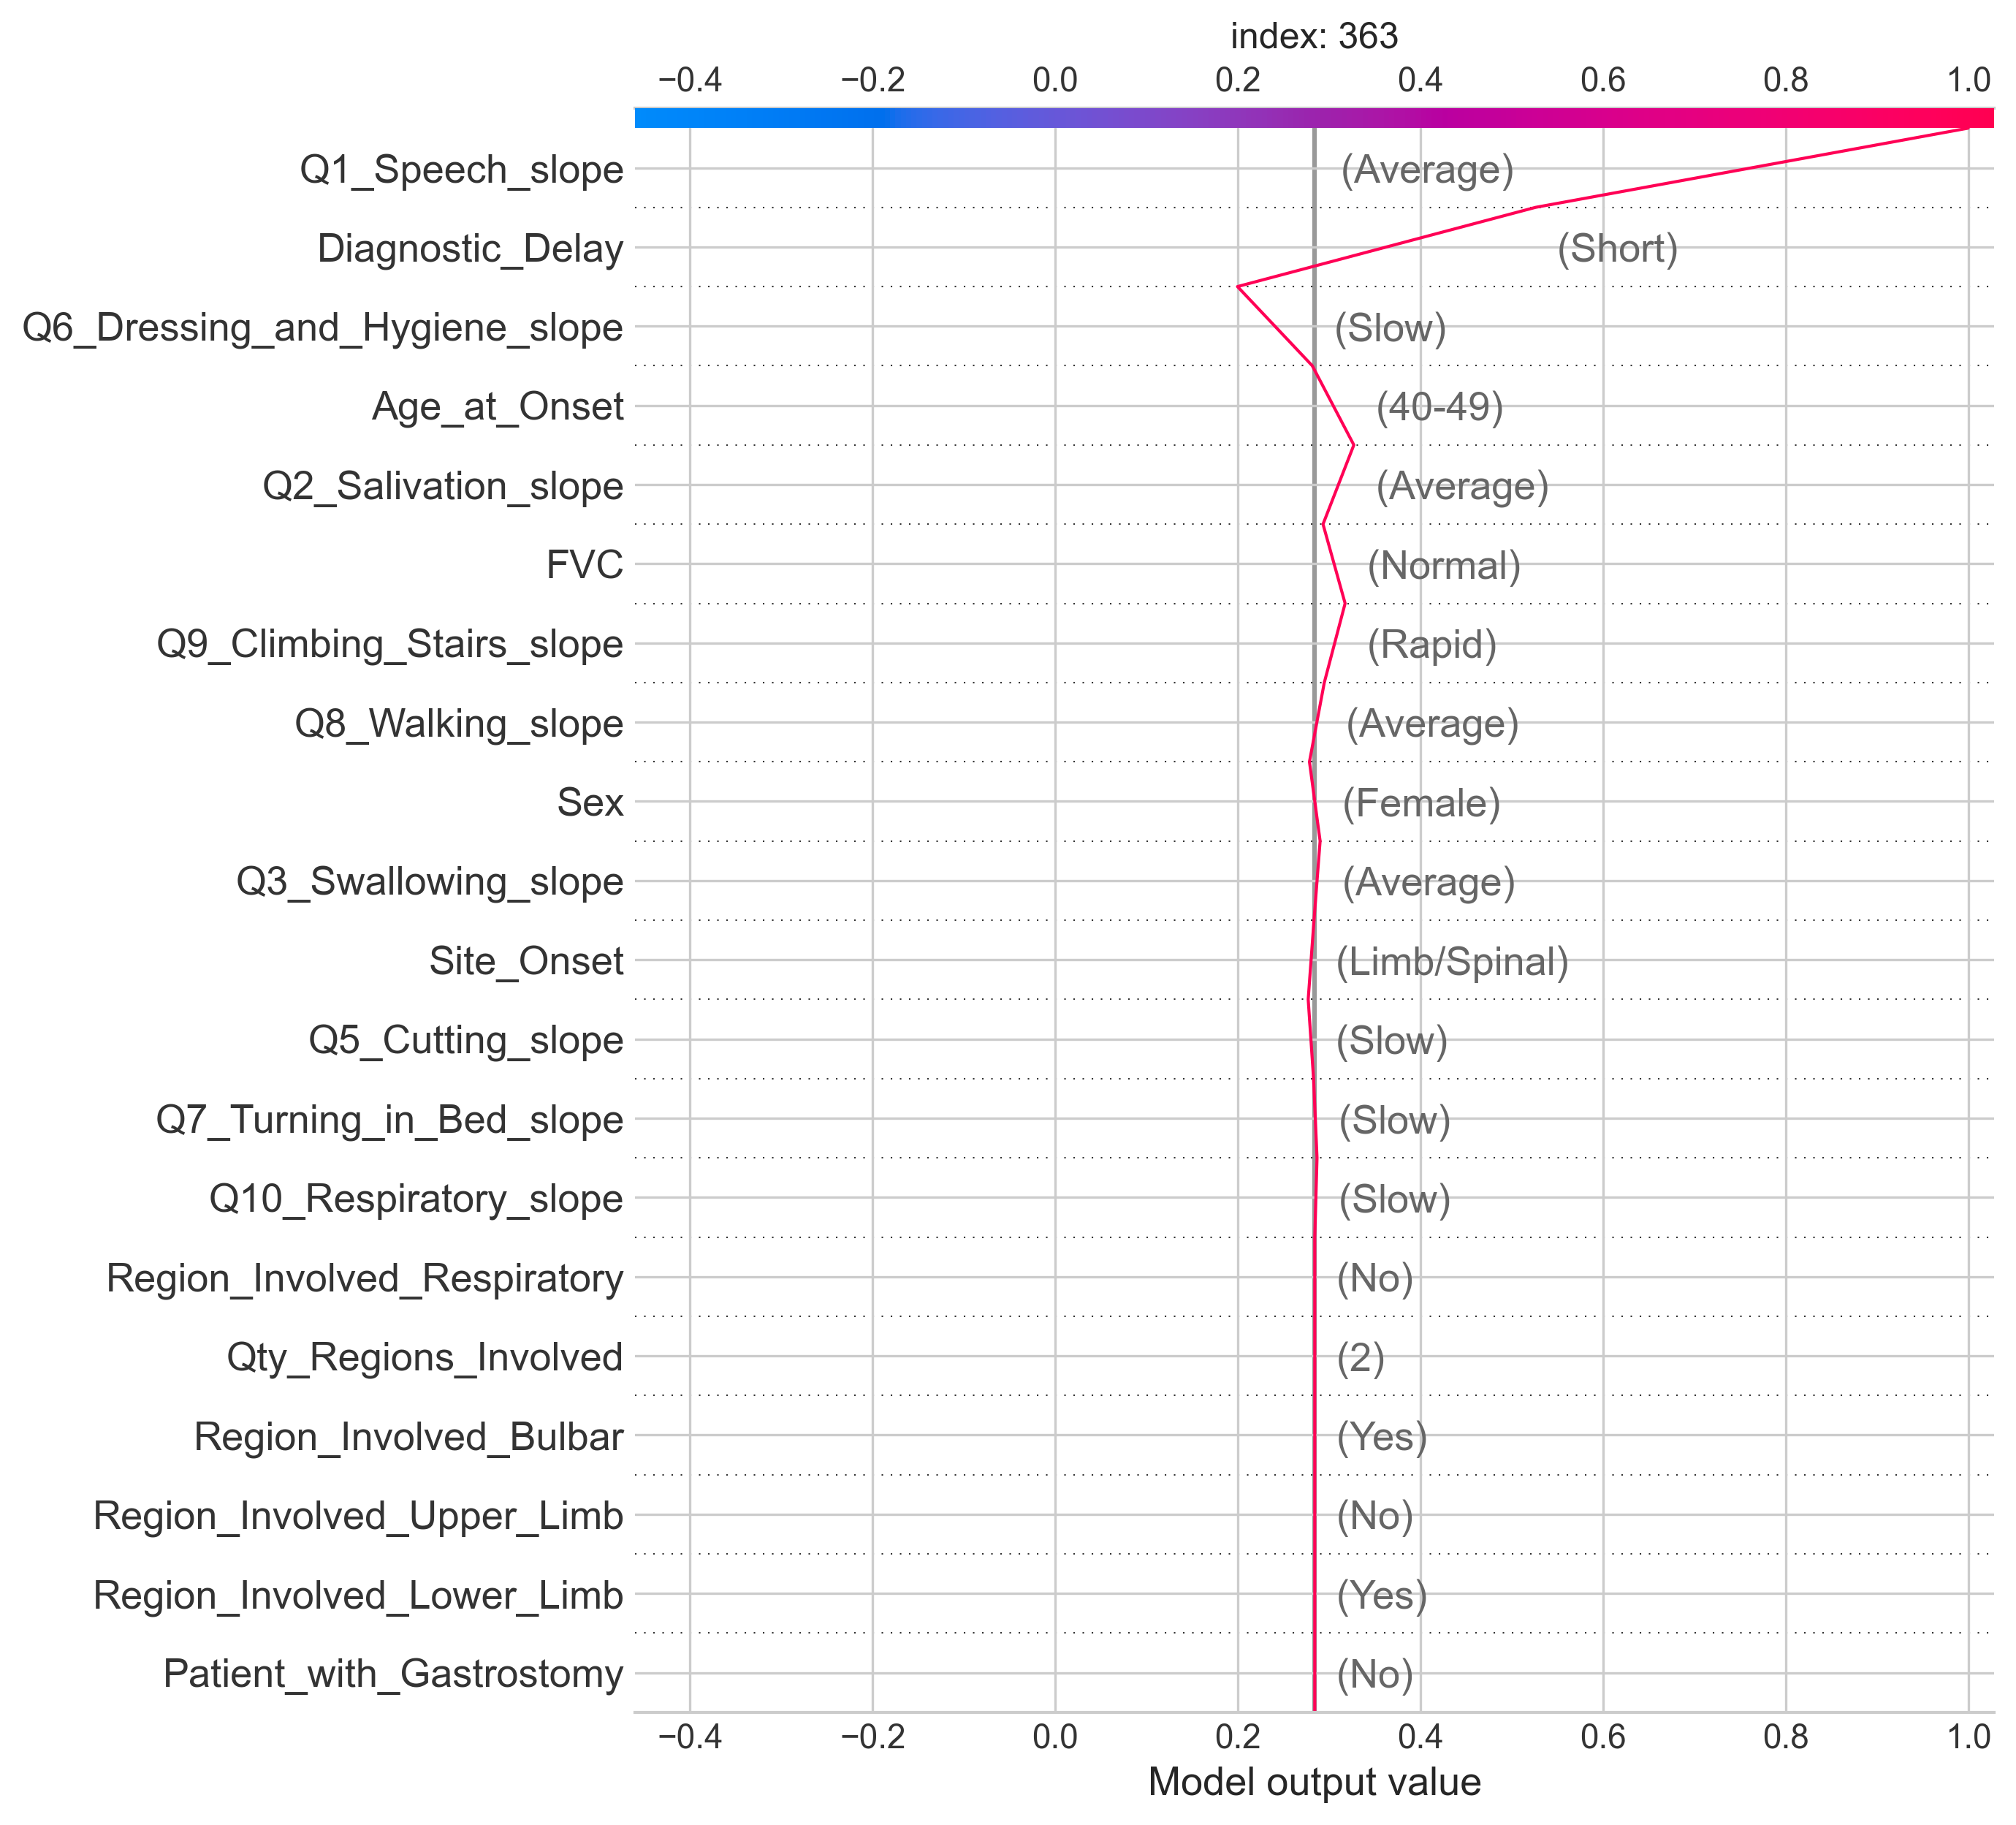 index: 363
−0.4 −0.2 0.0 0.2 0.4 0.6 0.8 1.0
Q1_Speech_slope (Average)
Diagnostic_Delay (Short)
Q6_Dressing_and_Hygiene_slope (Slow)
Age_at_Onset (40-49)
Q2_Salivation_slope (Average)
FVC (Normal)
Q9_Climbing_Stairs_slope (Rapid)
Q8_Walking_slope (Average)
Sex (Female)
Q3_Swallowing_slope (Average)
Site_Onset (Limb/Spinal)
Q5_Cutting_slope (Slow)
Q7_Turning_in_Bed_slope (Slow)
Q10_Respiratory_slope (Slow)
Region_Involved_Respiratory (No)
Qty_Regions_Involved (2)
Region_Involved_Bulbar (Yes)
Region_Involved_Upper_Limb (No)
Region_Involved_Lower_Limb (Yes)
Patient_with_Gastrostomy (No)
−0.4 −0.2 0.0 0.2 0.4 0.6 0.8 1.0
Model output value